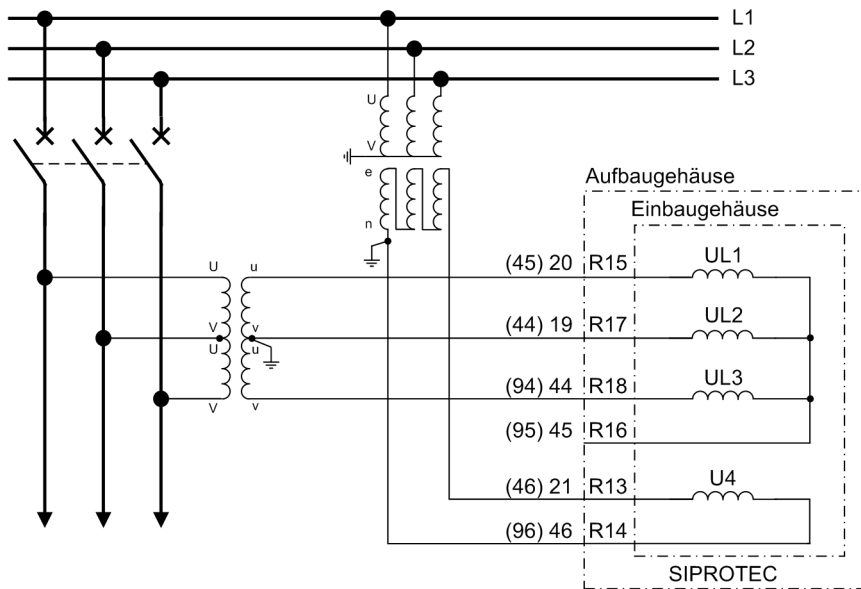 L1
L2
L3
U
V
e
n
Aufbaugehäuse
Einbaugehäuse
U u (45) 20 R15 UL1
V v (44) 19 R17 UL2
U u
V v (94) 44 R18 UL3
(95) 45 R16
(46) 21 R13 U4
(96) 46 R14
SIPROTEC